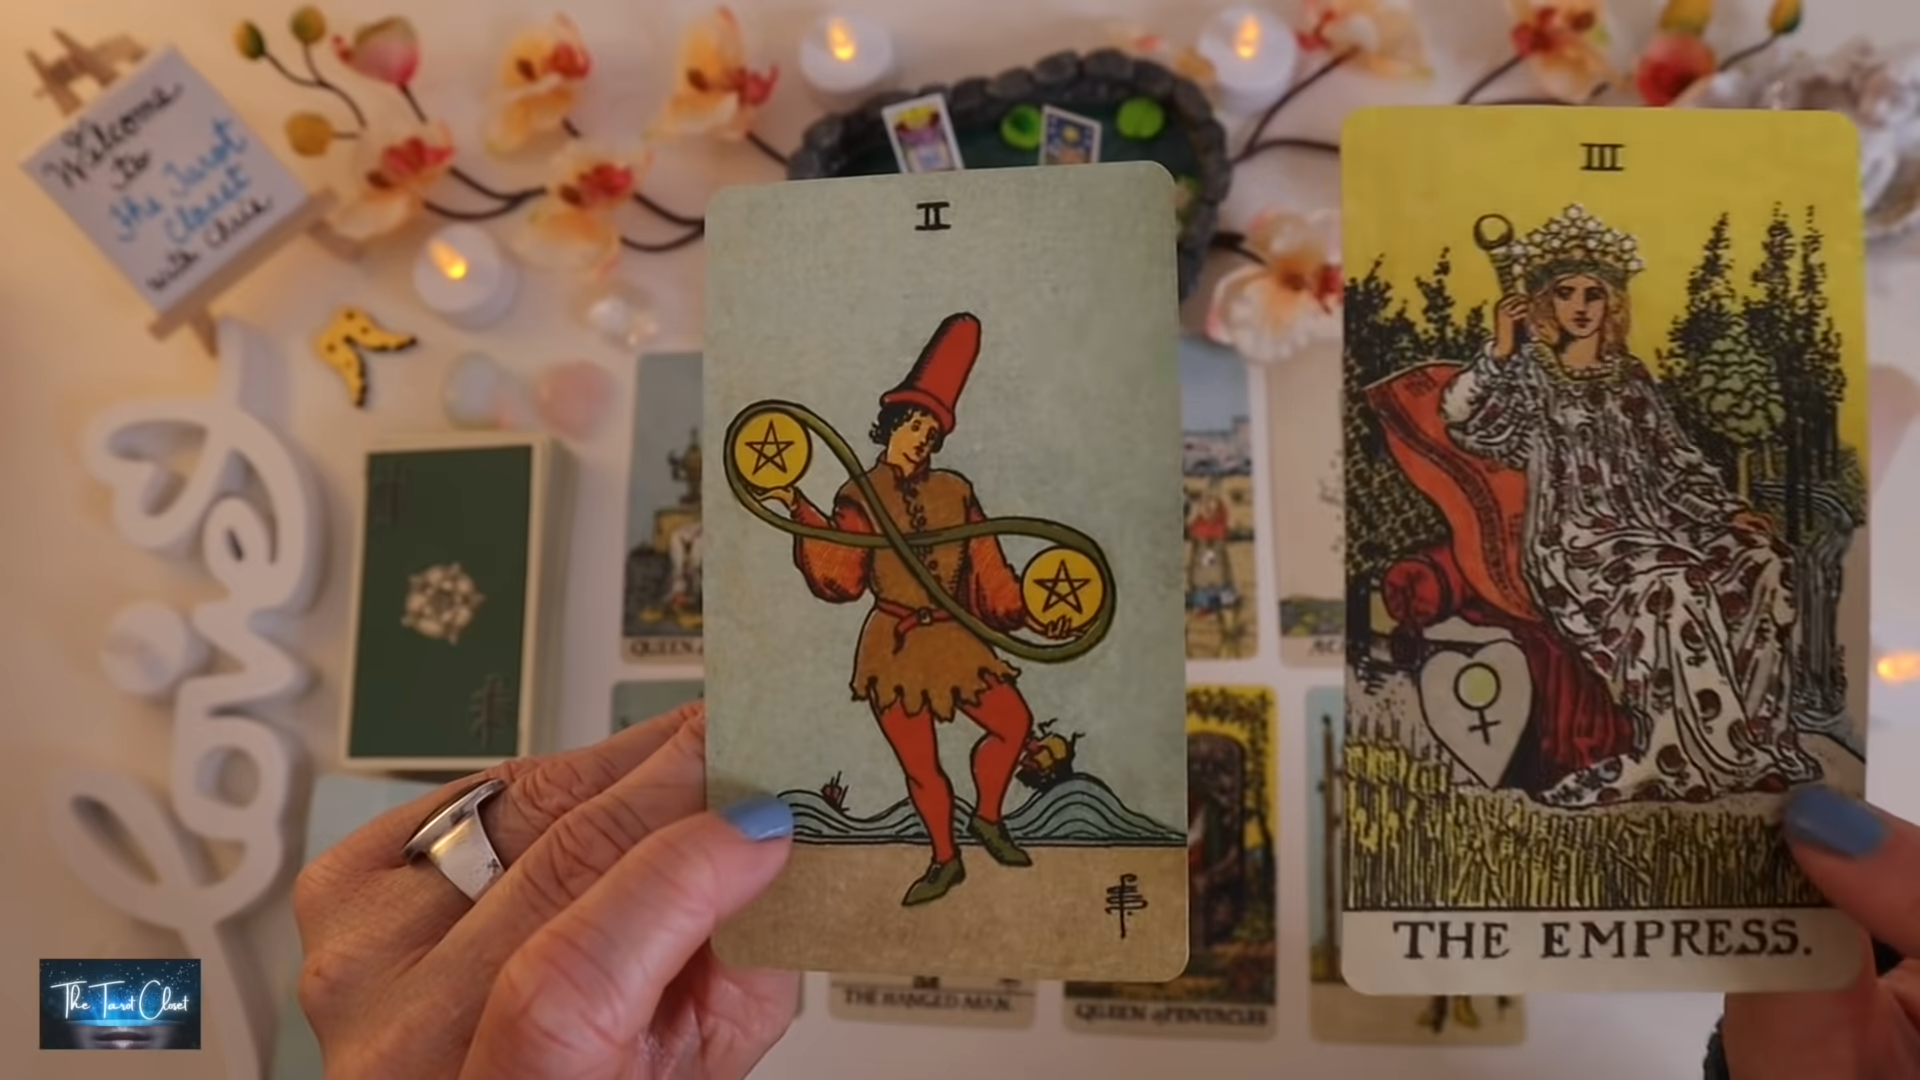 Welcome
To
The Tarot
Closet
with Chris
II
III
THE EMPRESS.
QUEEN
THE HANGED MAN.
QUEEN of PENTACLES
The Tarot Closet